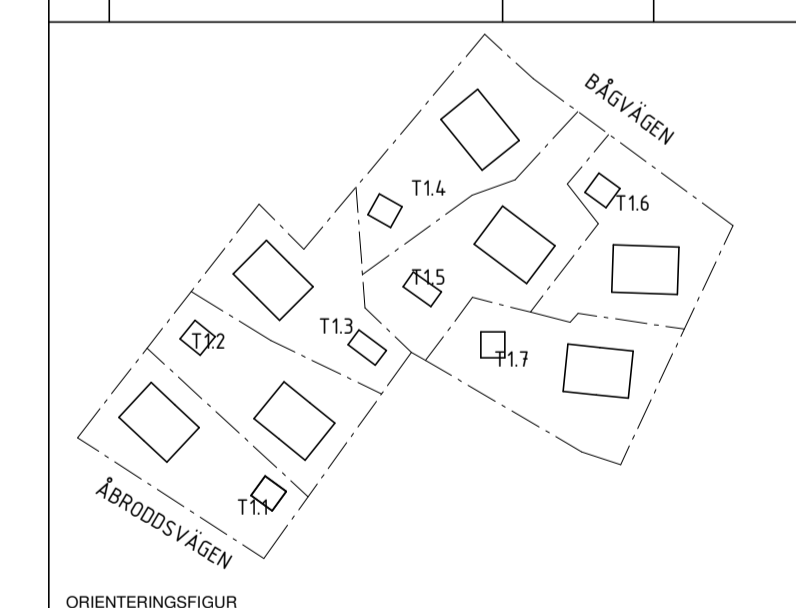 BÅGVÄGEN
T1.4
T1.6
T1.5
T1.3
T1.2
T1.7
T1.1
ÅBRODDSVÄGEN
ORIENTERINGSFIGUR